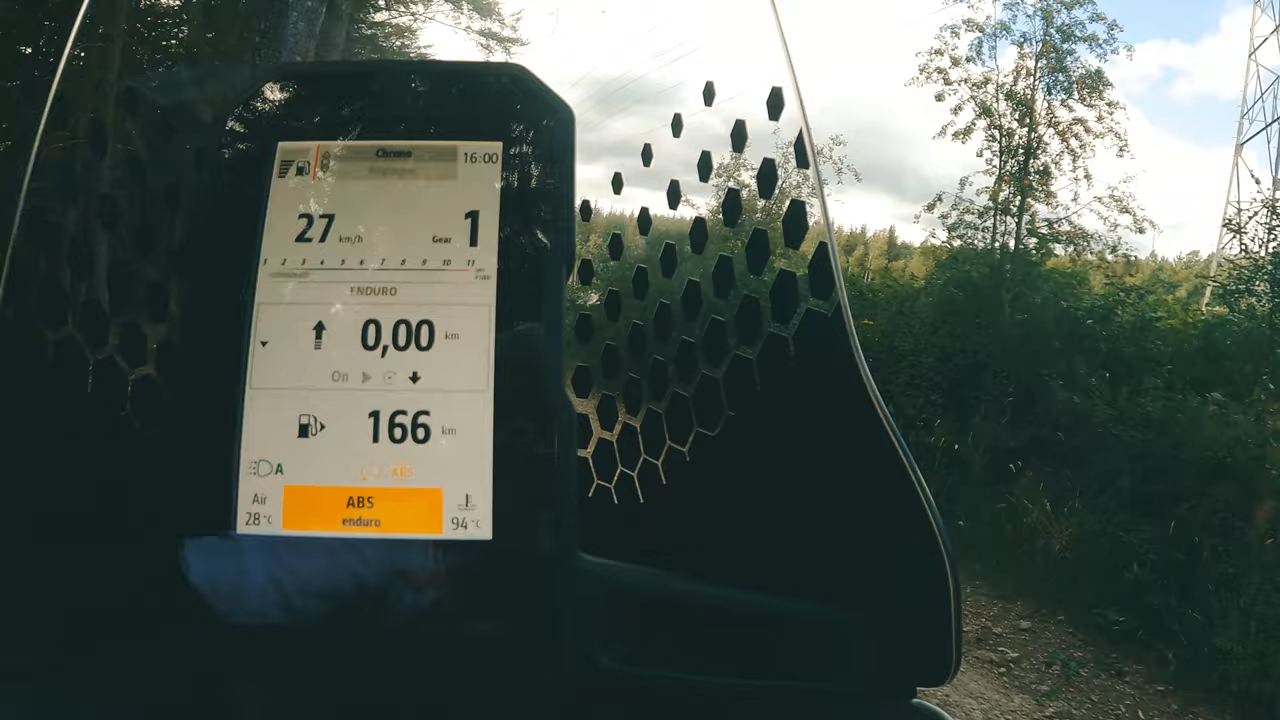 Chrono 16:00
27 km/h Gear 1
1 2 3 4 5 6 7 8 9 10 11
ENDURO
0,00 km
On
166 km
A ABS
Air ABS
28 °C enduro 94 °C